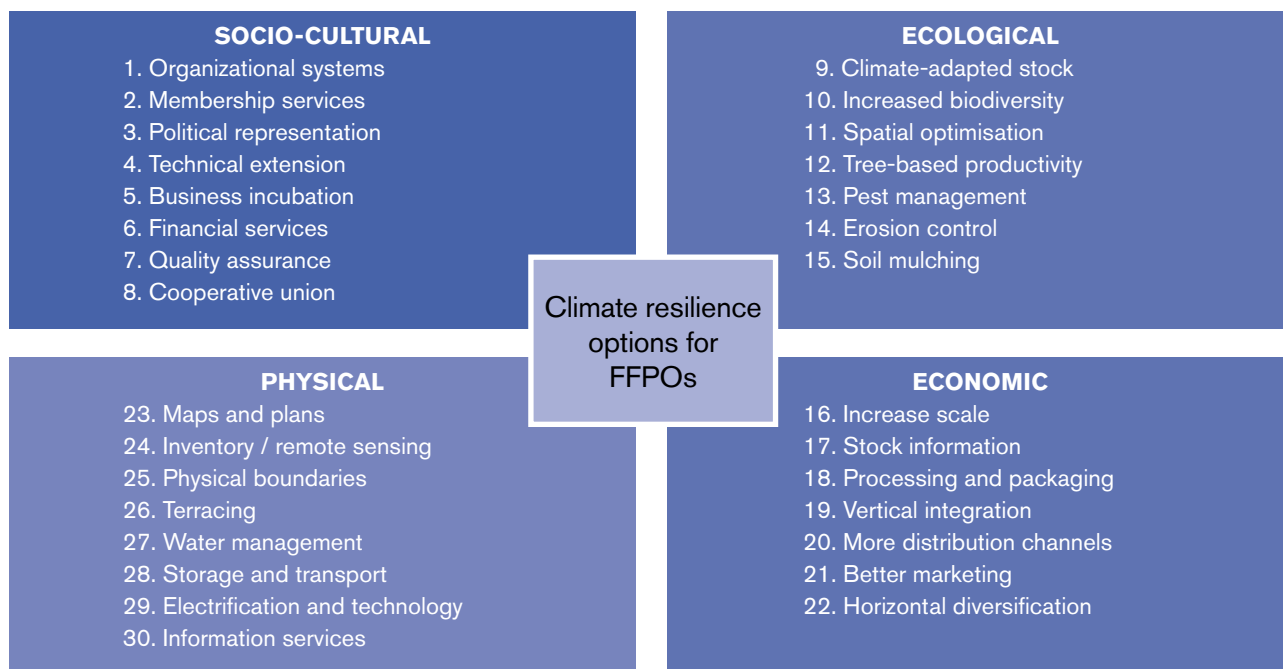 SOCIO-CULTURAL
1. Organizational systems
2. Membership services
3. Political representation
4. Technical extension
5. Business incubation
6. Financial services
7. Quality assurance
8. Cooperative union
ECOLOGICAL
9. Climate-adapted stock
10. Increased biodiversity
11. Spatial optimisation
12. Tree-based productivity
13. Pest management
14. Erosion control
15. Soil mulching
Climate resilience
options for
FFPOs
PHYSICAL
23. Maps and plans
24. Inventory / remote sensing
25. Physical boundaries
26. Terracing
27. Water management
28. Storage and transport
29. Electrification and technology
30. Information services
ECONOMIC
16. Increase scale
17. Stock information
18. Processing and packaging
19. Vertical integration
20. More distribution channels
21. Better marketing
22. Horizontal diversification